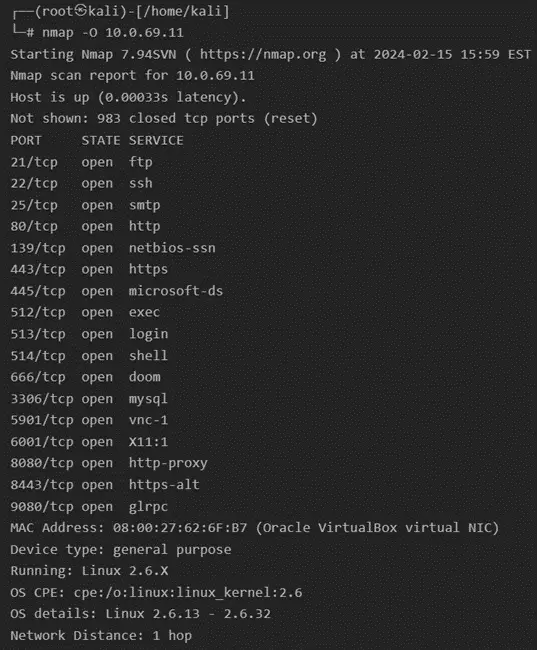 ┌──(root㉿kali)-[/home/kali]
└─# nmap -O 10.0.69.11
Starting Nmap 7.94SVN ( https://nmap.org ) at 2024-02-15 15:59 EST
Nmap scan report for 10.0.69.11
Host is up (0.00033s latency).
Not shown: 983 closed tcp ports (reset)
PORT     STATE SERVICE
21/tcp   open  ftp
22/tcp   open  ssh
25/tcp   open  smtp
80/tcp   open  http
139/tcp  open  netbios-ssn
443/tcp  open  https
445/tcp  open  microsoft-ds
512/tcp  open  exec
513/tcp  open  login
514/tcp  open  shell
666/tcp  open  doom
3306/tcp open  mysql
5901/tcp open  vnc-1
6001/tcp open  X11:1
8080/tcp open  http-proxy
8443/tcp open  https-alt
9080/tcp open  glrpc
MAC Address: 08:00:27:62:6F:B7 (Oracle VirtualBox virtual NIC)
Device type: general purpose
Running: Linux 2.6.X
OS CPE: cpe:/o:linux:linux_kernel:2.6
OS details: Linux 2.6.13 - 2.6.32
Network Distance: 1 hop